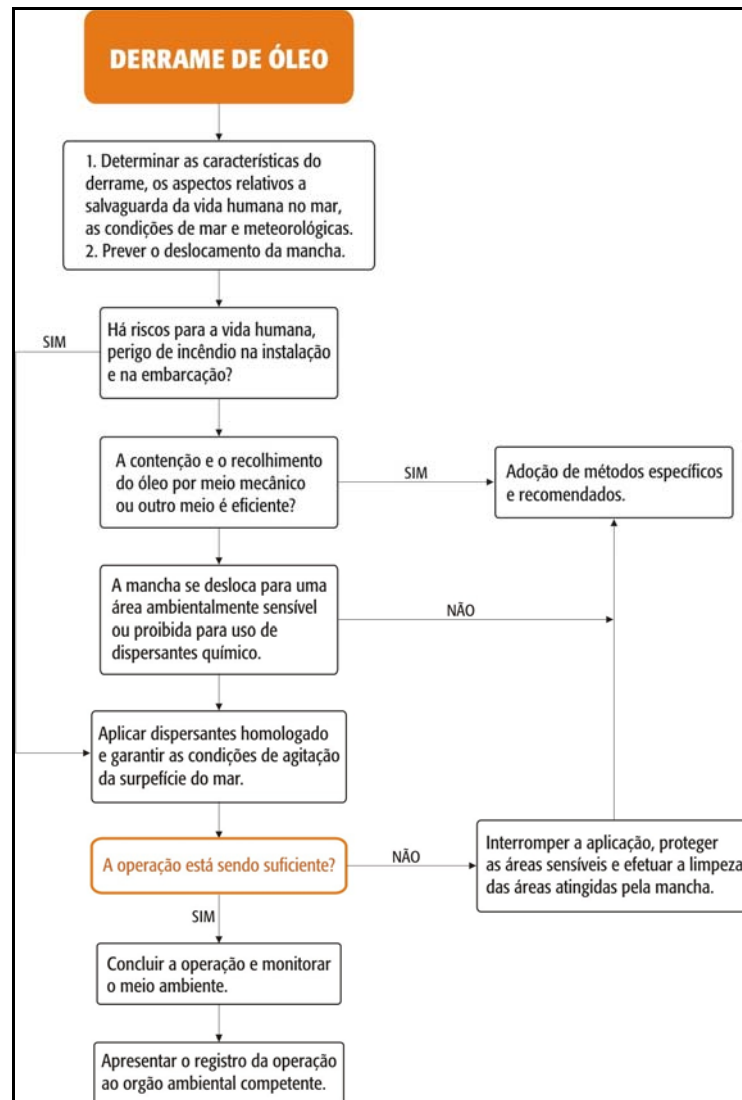 DERRAME DE ÓLEO
1. Determinar as características do
derrame, os aspectos relativos a
salvaguarda da vida humana no mar,
as condições de mar e meteorológicas.
2. Prever o deslocamento da mancha.
SIM
Há riscos para a vida humana,
perigo de incêndio na instalação
e na embarcação?
A contenção e o recolhimento
do óleo por meio mecânico
ou outro meio é eficiente?
SIM
Adoção de métodos específicos
e recomendados.
A mancha se desloca para uma
área ambientalmente sensível
ou proibida para uso de
dispersantes químico.
NÃO
Aplicar dispersantes homologado
e garantir as condições de agitação
da surpefície do mar.
A operação está sendo suficiente?
NÃO
Interromper a aplicação, proteger
as áreas sensíveis e efetuar a limpeza
das áreas atingidas pela mancha.
SIM
Concluir a operação e monitorar
o meio ambiente.
Apresentar o registro da operação
ao orgão ambiental competente.